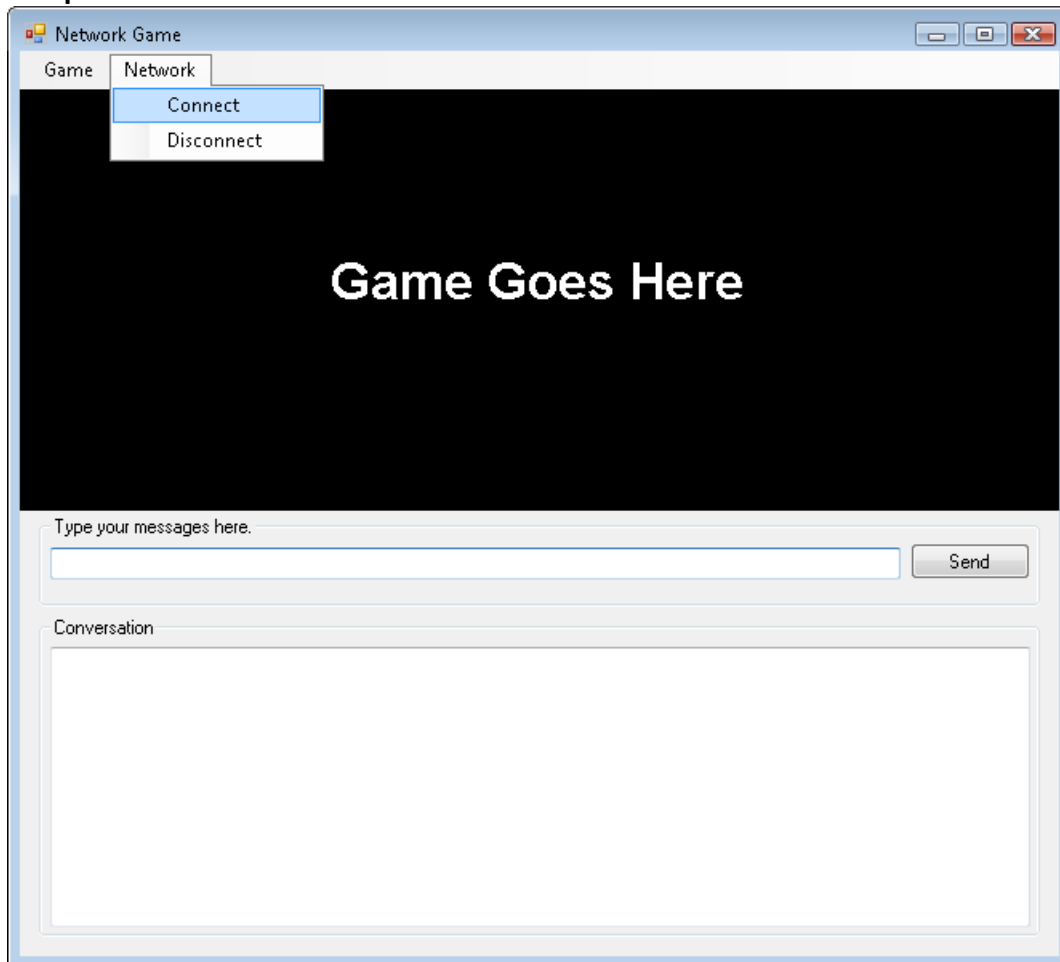 Network Game
Game Network
Connect
Disconnect
Game Goes Here
Type your messages here.
Send
Conversation